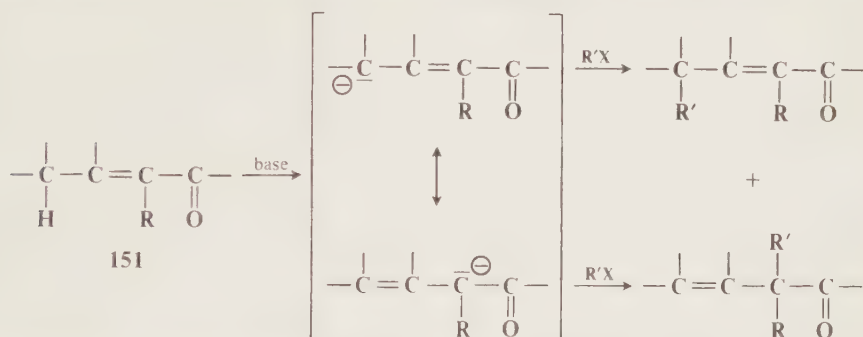 —C—C=C—C— R'X —C—C=C—C—
⊖ R O R' R O
—C—C=C—C— base +
H R O
151
⊖ R'
—C=C—C—C— R'X —C=C—C—C—
R O R O